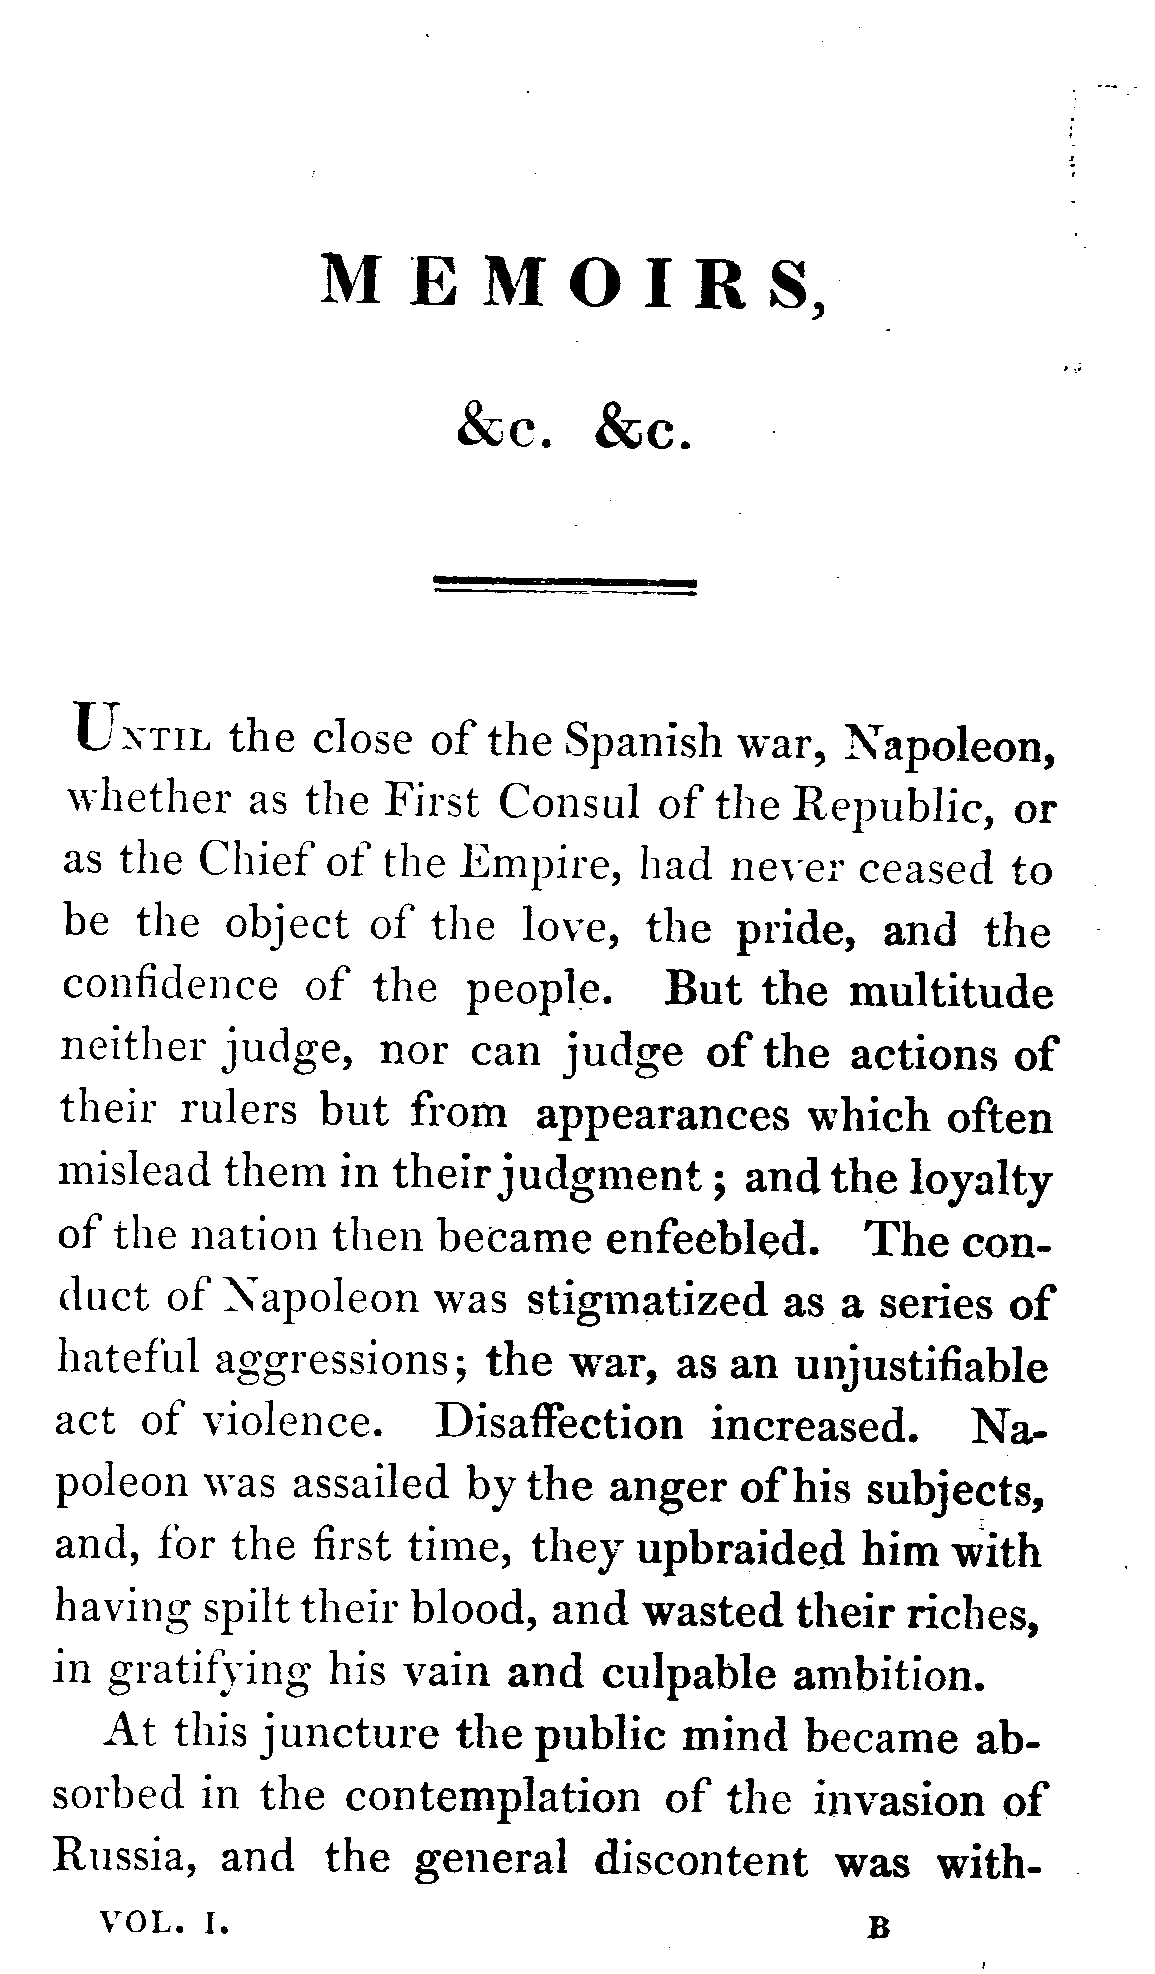 MEMOIRS,
&c. &c.
UNTIL the close of the Spanish war, Napoleon,
whether as the First Consul of the Republic, or
as the Chief of the Empire, had never ceased to
be the object of the love, the pride, and the
confidence of the people. But the multitude
neither judge, nor can judge of the actions of
their rulers but from appearances which often
mislead them in their judgment; and the loyalty
of the nation then became enfeebled. The con-
duct of Napoleon was stigmatized as a series of
hateful aggressions; the war, as an unjustifiable
act of violence. Disaffection increased. Na-
poleon was assailed by the anger of his subjects,
and, for the first time, they upbraided him with
having spilt their blood, and wasted their riches,
in gratifying his vain and culpable ambition.
At this juncture the public mind became ab-
sorbed in the contemplation of the invasion of
Russia, and the general discontent was with-
VOL. I. B